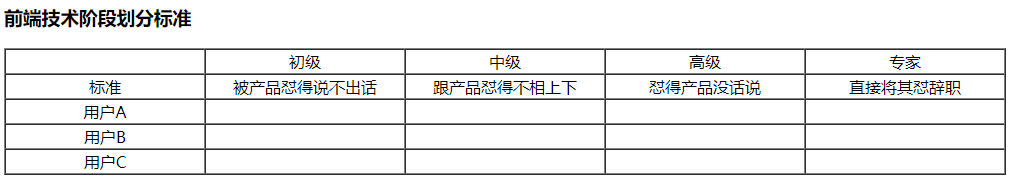 前端技术阶段划分标准
初级 中级 高级 专家
标准 被产品怼得说不出话 跟产品怼得不相上下 怼得产品没话说 直接将其怼辞职
用户A
用户B
用户C